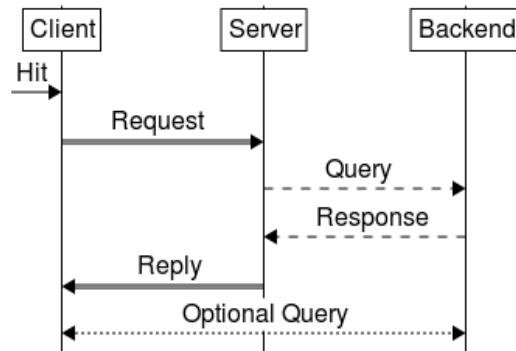 Client Server Backend
Hit
Request
Query
Response
Reply
Optional Query